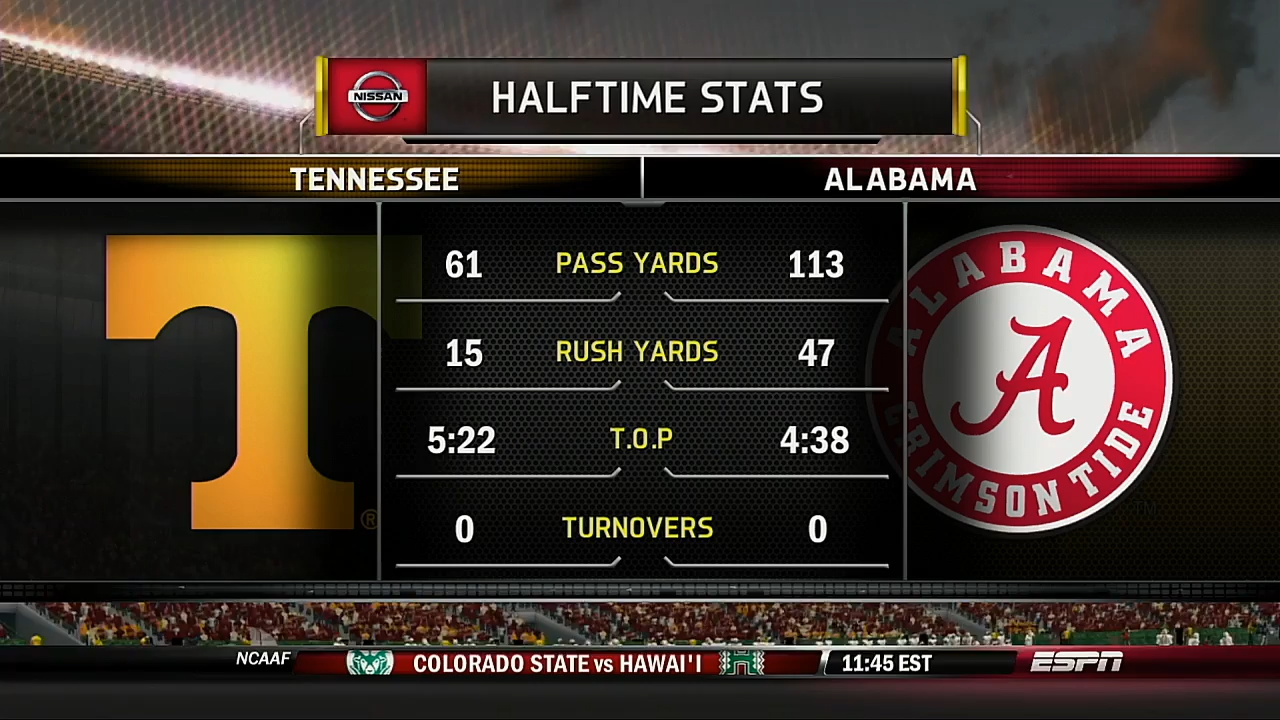 NISSAN
HALFTIME STATS
TENNESSEE ALABAMA
61 PASS YARDS 113
15 RUSH YARDS 47
5:22 T.O.P 4:38
0 TURNOVERS 0
T ®
ALABAMA
A
CRIMSON TIDE
TM
NCAAF COLORADO STATE vs HAWAI'I H 11:45 EST ESPN